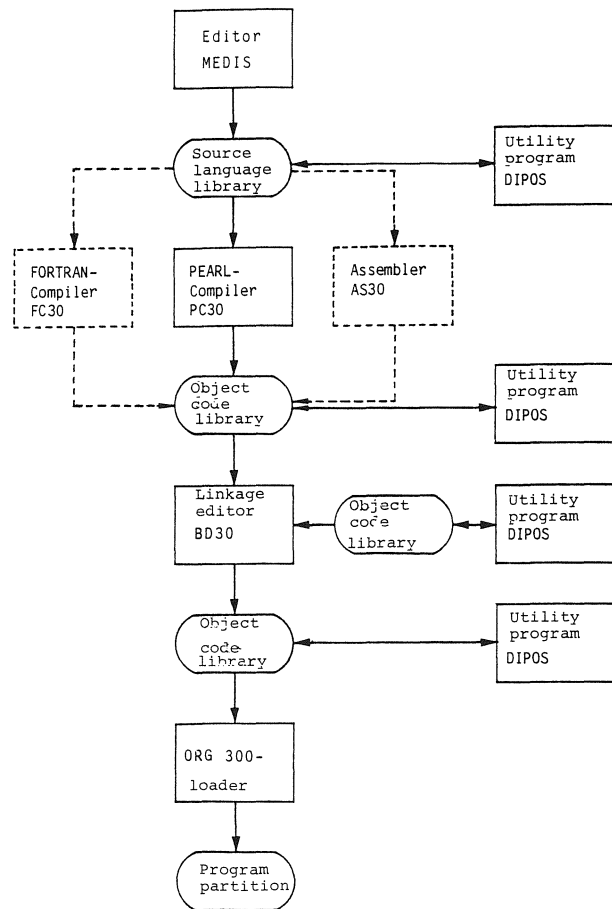 Editor
MEDIS
Source
language
library
Utility
program
DIPOS
FORTRAN-
Compiler
FC30
PEARL-
Compiler
PC30
Assembler
AS30
Object
code
library
Utility
program
DIPOS
Linkage
editor
BD30
Object
code
library
Utility
program
DIPOS
Object
code
library
Utility
program
DIPOS
ORG 300-
loader
Program
partition